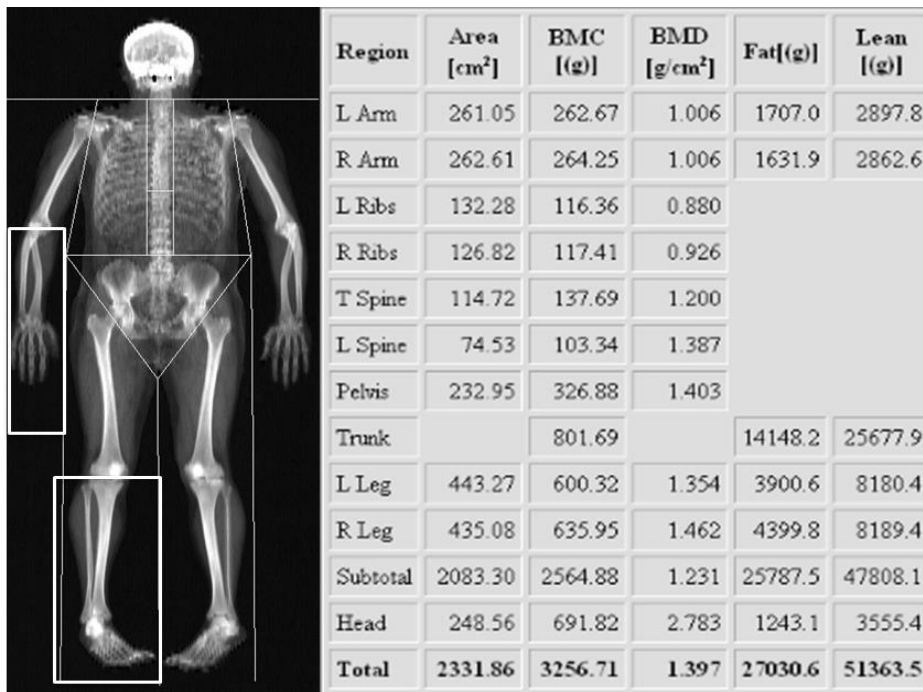 Region Area [cm²] BMC [(g)] BMD [g/cm²] Fat[(g)] Lean [(g)]
L Arm 261.05 262.67 1.006 1707.0 2897.8
R Arm 262.61 264.25 1.006 1631.9 2862.6
L Ribs 132.28 116.36 0.880
R Ribs 126.82 117.41 0.926
T Spine 114.72 137.69 1.200
L Spine 74.53 103.34 1.387
Pelvis 232.95 326.88 1.403
Trunk 801.69 14148.2 25677.9
L Leg 443.27 600.32 1.354 3900.6 8180.4
R Leg 435.08 635.95 1.462 4399.8 8189.4
Subtotal 2083.30 2564.88 1.231 25787.5 47808.1
Head 248.56 691.82 2.783 1243.1 3555.4
Total 2331.86 3256.71 1.397 27030.6 51363.5